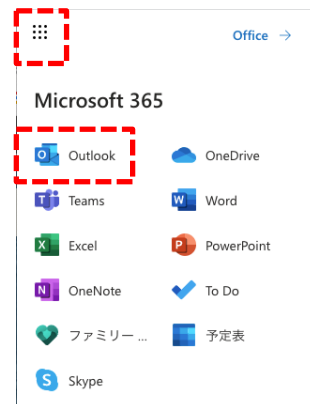 Office →
Microsoft 365
Outlook OneDrive
Teams Word
Excel PowerPoint
OneNote To Do
ファミリー ... 予定表
Skype